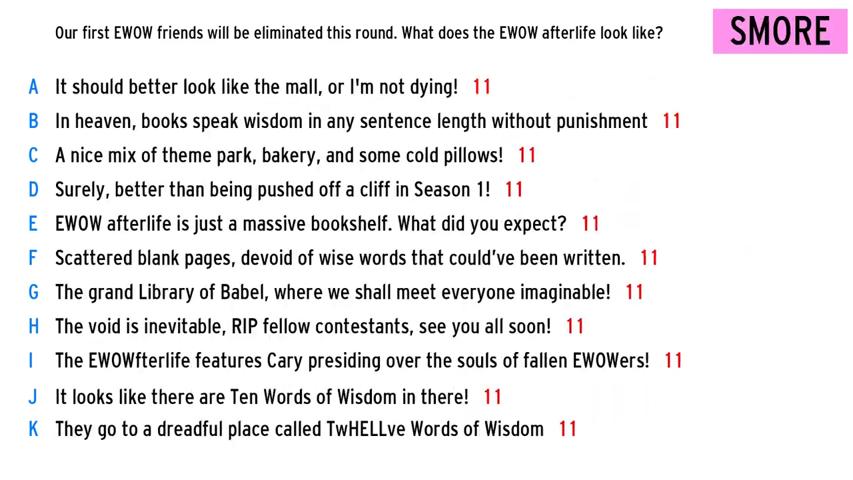 Our first EWOW friends will be eliminated this round. What does the EWOW afterlife look like?
SMORE
A It should better look like the mall, or I'm not dying! 11
B In heaven, books speak wisdom in any sentence length without punishment 11
C A nice mix of theme park, bakery, and some cold pillows! 11
D Surely, better than being pushed off a cliff in Season 1! 11
E EWOW afterlife is just a massive bookshelf. What did you expect? 11
F Scattered blank pages, devoid of wise words that could've been written. 11
G The grand Library of Babel, where we shall meet everyone imaginable! 11
H The void is inevitable, RIP fellow contestants, see you all soon! 11
I The EWOWfterlife features Cary presiding over the souls of fallen EWOWers! 11
J It looks like there are Ten Words of Wisdom in there! 11
K They go to a dreadful place called TwHELLve Words of Wisdom 11